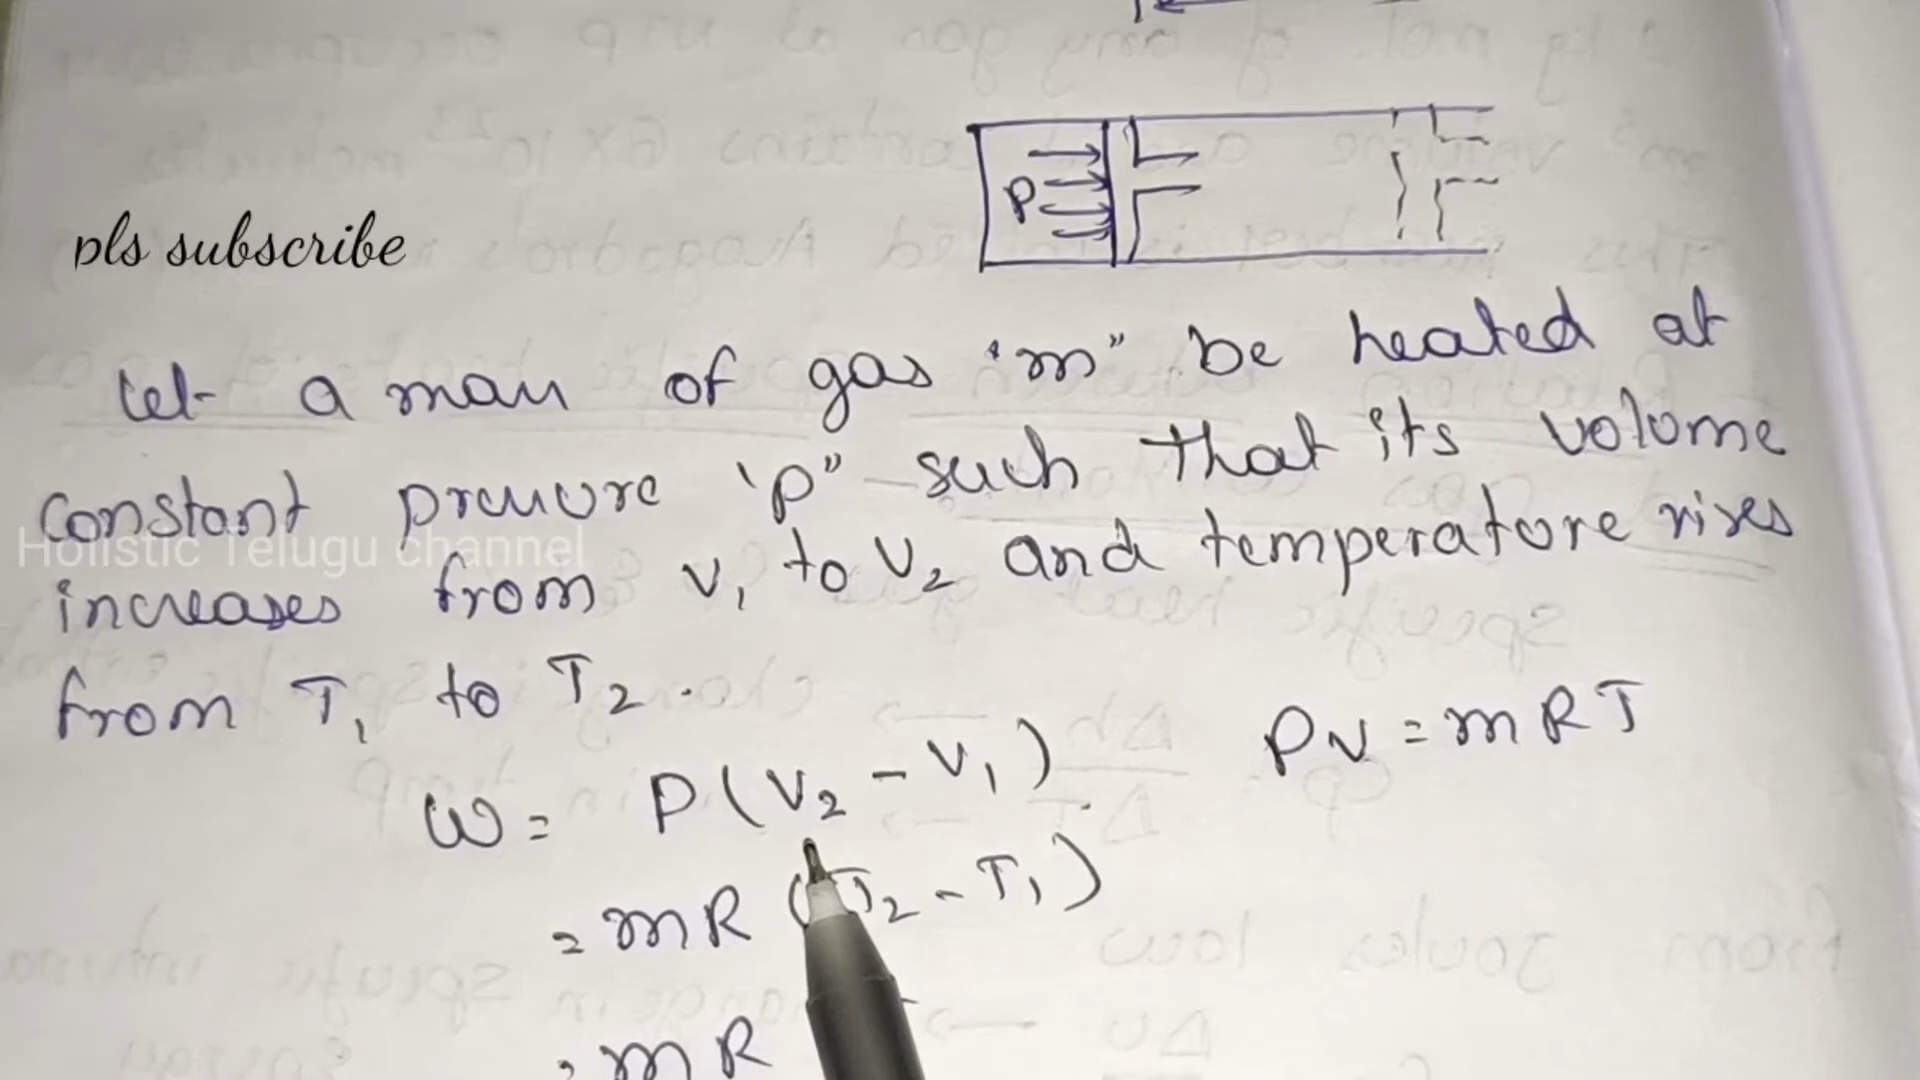 P
pls subscribe
Let a mass of gas "m" be heated at
constant pressure 'p" such that its volume
Holistic Telugu channel
increases from V1 to V2 and temperature rises
from T1 to T2.
PV = mRT
W = P(V2 - V1)
= mR (T2 - T1)
= mR